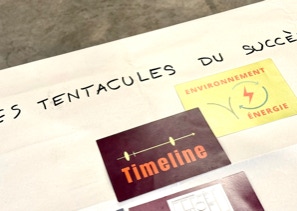 ES TENTACULES DU SUCCÈ
ENVIRONNEMENT
ÉNERGIE
Timeline